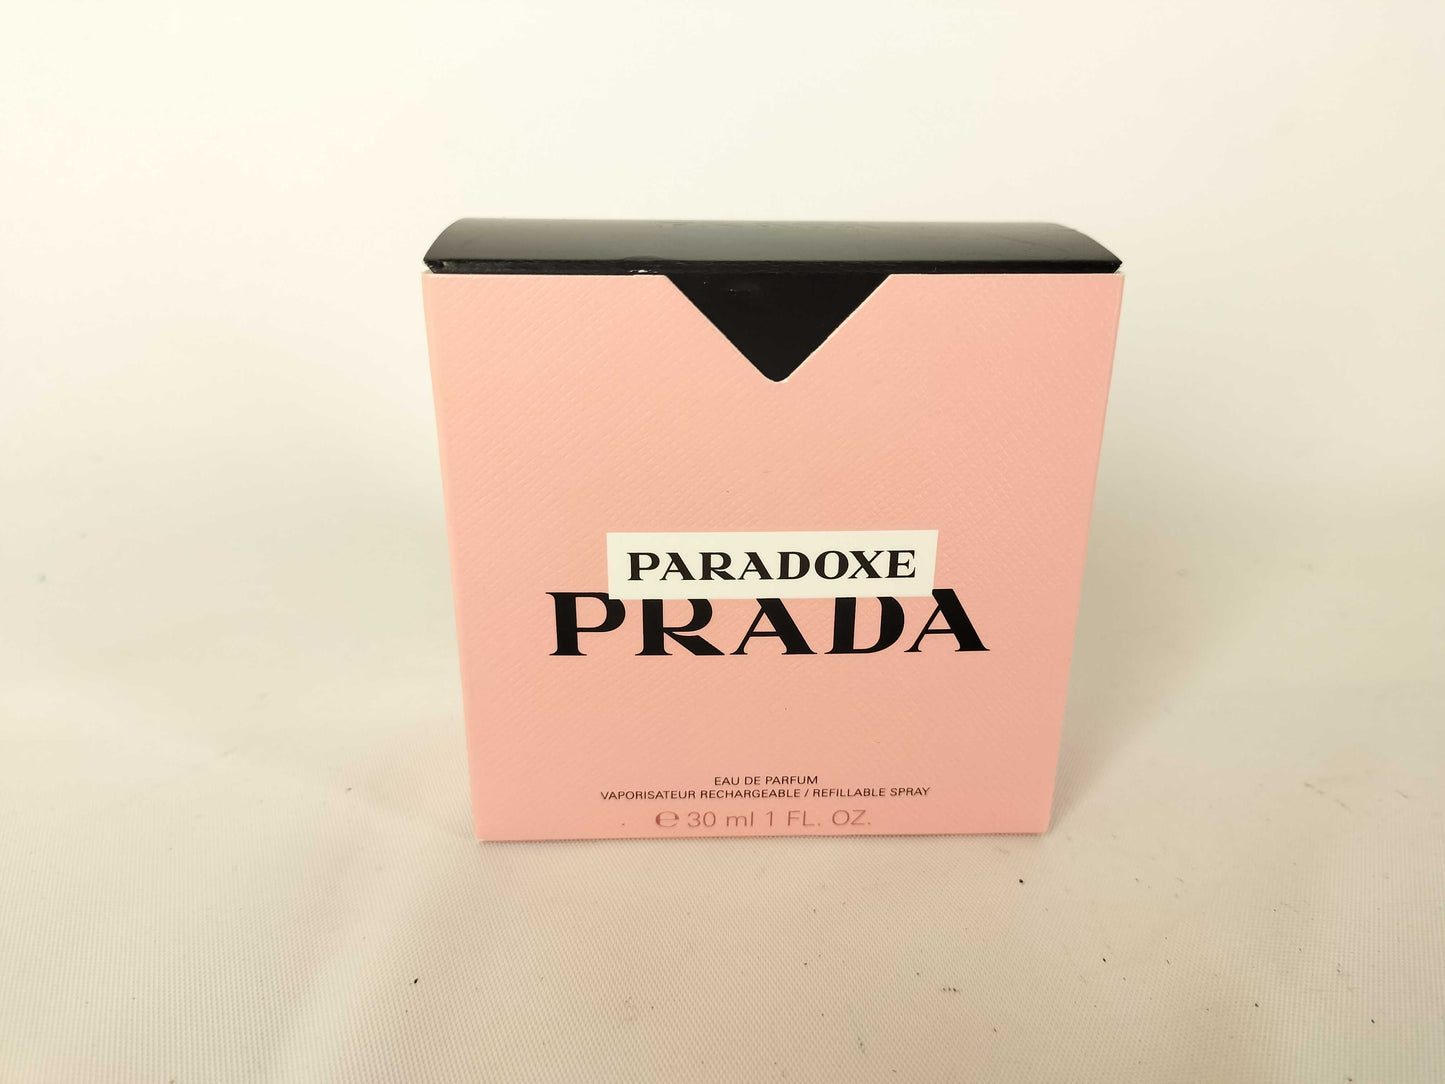 PARADOXE
PRADA
EAU DE PARFUM
VAPORISATEUR RECHARGEABLE / REFILLABLE SPRAY
℮ 30 ml 1 FL. OZ.